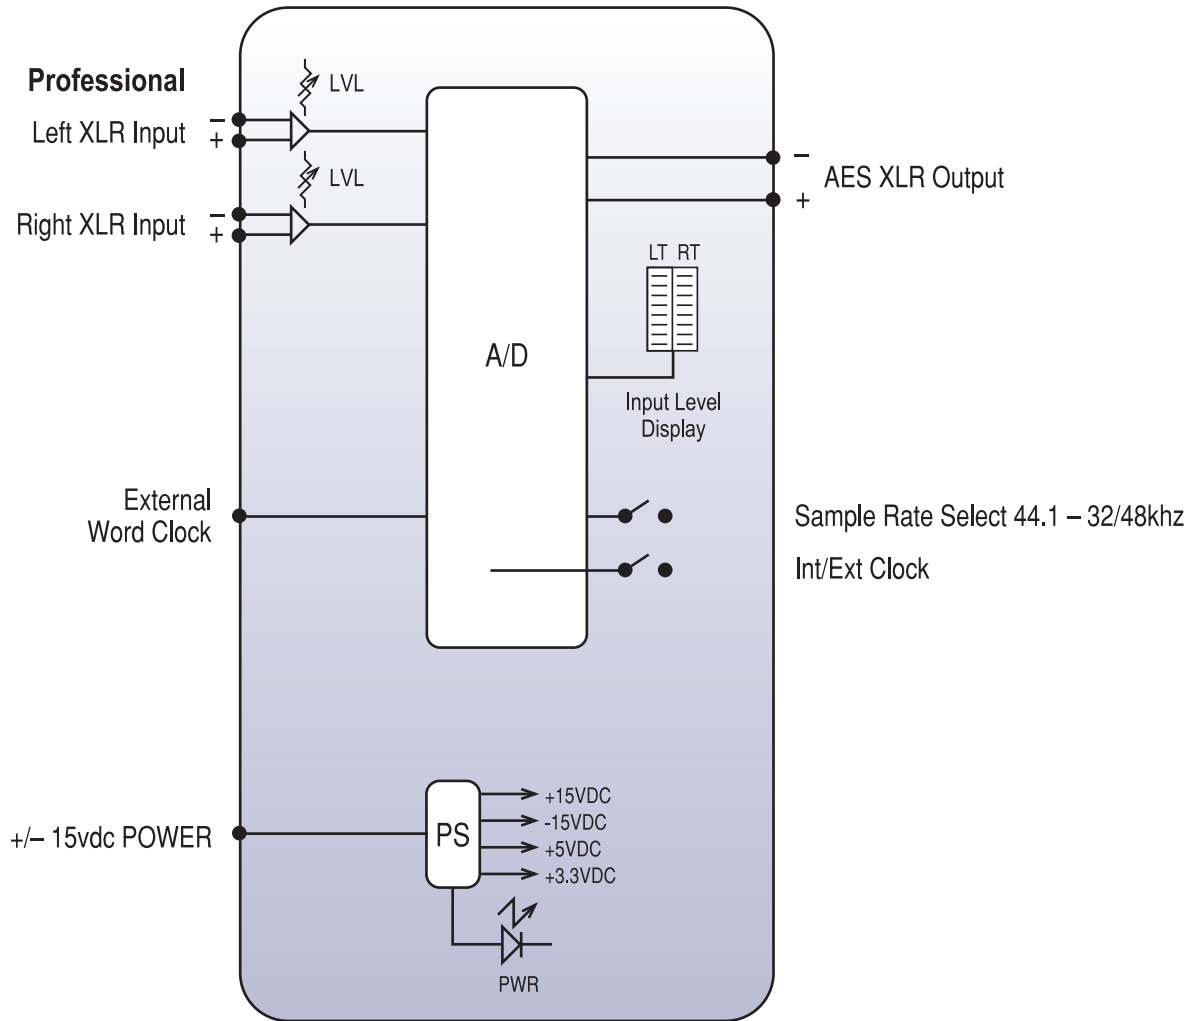 Professional
– LVL
Left XLR Input +
– LVL
Right XLR Input +
– AES XLR Output
+
LT RT
A/D
Input Level
Display
External
Word Clock
Sample Rate Select 44.1 – 32/48khz
Int/Ext Clock
+/– 15vdc POWER
PS
+15VDC
-15VDC
+5VDC
+3.3VDC
PWR